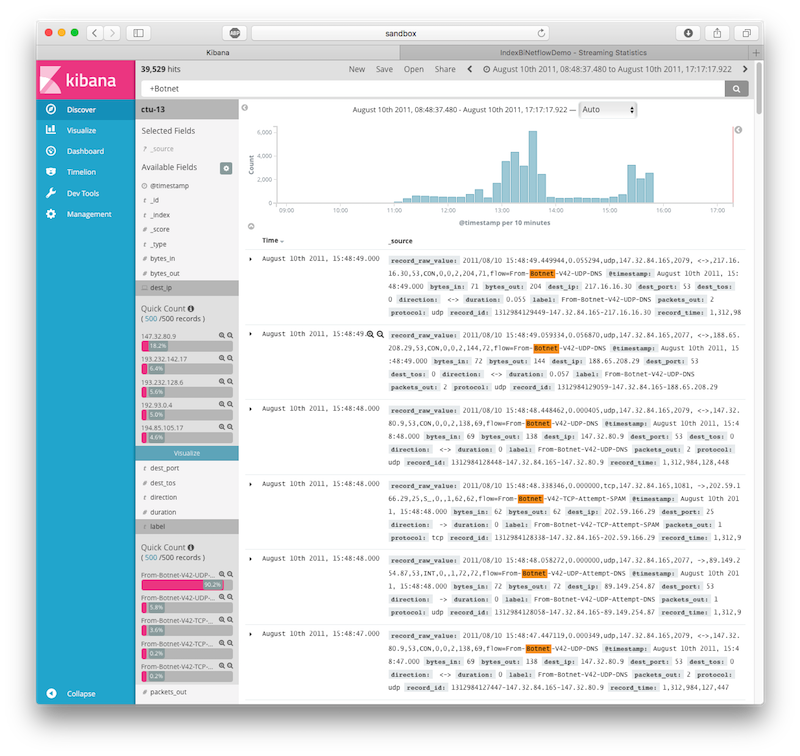 sandbox
Kibana
IndexBiNetflowDemo - Streaming Statistics
kibana
Discover
Visualize
Dashboard
Timelion
Dev Tools
Management
Collapse
39,529 hits
New Save Open Share August 10th 2011, 08:48:37.480 to August 10th 2011, 17:17:17.922
+Botnet
ctu-13
Selected Fields
? _source
Available Fields
@timestamp
t _id
t _index
# _score
t _type
# bytes_in
# bytes_out
dest_ip
Quick Count
( 500 /500 records )
147.32.80.9
18.2%
193.232.142.17
6.4%
193.232.128.6
5.6%
192.93.0.4
5.0%
194.85.105.17
4.6%
Visualize
# dest_port
# dest_tos
t direction
# duration
t label
Quick Count
( 500 /500 records )
From-Botnet-V42-UDP-...
90.2%
From-Botnet-V42-UDP-...
5.8%
From-Botnet-V42-TCP-...
3.6%
From-Botnet-V42-TCP-...
0.2%
From-Botnet-V42-TCP-...
0.2%
# packets_out
August 10th 2011, 08:48:37.480 - August 10th 2011, 17:17:17.922 — Auto
Count
6,000
4,000
2,000
0
09:00 10:00 11:00 12:00 13:00 14:00 15:00 16:00 17:00
@timestamp per 10 minutes
Time _source
August 10th 2011, 15:48:49.000
record_raw_value: 2011/08/10 15:48:49.449944,0.055294,udp,147.32.84.165,2079, <->,217.16.
16.30,53,CON,0,0,2,204,71,flow=From-Botnet-V42-UDP-DNS @timestamp: August 10th 2011, 15:
48:49.000 bytes_in: 71 bytes_out: 204 dest_ip: 217.16.16.30 dest_port: 53 dest_tos:
0 direction: <-> duration: 0.055 label: From-Botnet-V42-UDP-DNS packets_out: 2
protocol: udp record_id: 1312984129449-147.32.84.165-217.16.16.30 record_time: 1,312,98
August 10th 2011, 15:48:49.
record_raw_value: 2011/08/10 15:48:49.059334,0.056870,udp,147.32.84.165,2077, <->,188.65.
208.29,53,CON,0,0,2,144,72,flow=From-Botnet-V42-UDP-DNS @timestamp: August 10th 2011, 15
:48:49.000 bytes_in: 72 bytes_out: 144 dest_ip: 188.65.208.29 dest_port: 53
dest_tos: 0 direction: <-> duration: 0.057 label: From-Botnet-V42-UDP-DNS
packets_out: 2 protocol: udp record_id: 1312984129059-147.32.84.165-188.65.208.29
August 10th 2011, 15:48:48.000
record_raw_value: 2011/08/10 15:48:48.448462,0.000405,udp,147.32.84.165,2079, <->,147.32.
80.9,53,CON,0,0,2,138,69,flow=From-Botnet-V42-UDP-DNS @timestamp: August 10th 2011, 15:4
8:48.000 bytes_in: 69 bytes_out: 138 dest_ip: 147.32.80.9 dest_port: 53 dest_tos: 0
direction: <-> duration: 0 label: From-Botnet-V42-UDP-DNS packets_out: 2 protocol:
udp record_id: 1312984128448-147.32.84.165-147.32.80.9 record_time: 1,312,984,128,448
August 10th 2011, 15:48:48.000
record_raw_value: 2011/08/10 15:48:48.338346,0.000000,tcp,147.32.84.165,1081, ->,202.59.1
66.29,25,S_,0,,1,62,62,flow=From-Botnet-V42-TCP-Attempt-SPAM @timestamp: August 10th 201
1, 15:48:48.000 bytes_in: 62 bytes_out: 62 dest_ip: 202.59.166.29 dest_port: 25
direction: -> duration: 0 label: From-Botnet-V42-TCP-Attempt-SPAM packets_out: 1
protocol: tcp record_id: 1312984128338-147.32.84.165-202.59.166.29 record_time: 1,312,9
August 10th 2011, 15:48:48.000
record_raw_value: 2011/08/10 15:48:48.058272,0.000000,udp,147.32.84.165,2077, ->,89.149.2
54.87,53,INT,0,,1,72,72,flow=From-Botnet-V42-UDP-Attempt-DNS @timestamp: August 10th 201
1, 15:48:48.000 bytes_in: 72 bytes_out: 72 dest_ip: 89.149.254.87 dest_port: 53
direction: -> duration: 0 label: From-Botnet-V42-UDP-Attempt-DNS packets_out: 1
protocol: udp record_id: 1312984128058-147.32.84.165-89.149.254.87 record_time: 1,312,9
August 10th 2011, 15:48:47.000
record_raw_value: 2011/08/10 15:48:47.447119,0.000349,udp,147.32.84.165,2079, <->,147.32.
80.9,53,CON,0,0,2,138,69,flow=From-Botnet-V42-UDP-DNS @timestamp: August 10th 2011, 15:4
8:47.000 bytes_in: 69 bytes_out: 138 dest_ip: 147.32.80.9 dest_port: 53 dest_tos: 0
direction: <-> duration: 0 label: From-Botnet-V42-UDP-DNS packets_out: 2 protocol:
udp record_id: 1312984127447-147.32.84.165-147.32.80.9 record_time: 1,312,984,127,447